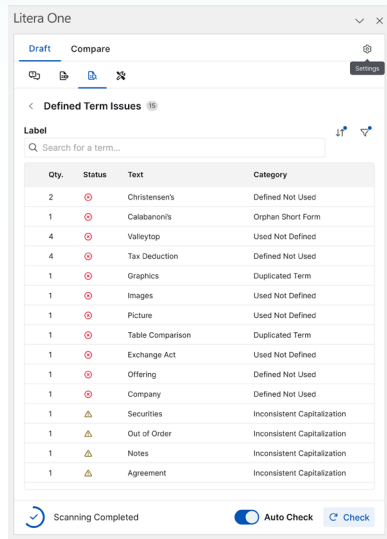 Litera One
Draft Compare
Settings
Defined Term Issues 15
Label
Search for a term...
Qty. Status Text Category
2 Christensen's Defined Not Used
1 Calabanoni's Orphan Short Form
4 Valleytop Used Not Defined
4 Tax Deduction Defined Not Used
1 Graphics Duplicated Term
1 Images Used Not Defined
1 Picture Used Not Defined
1 Table Comparison Duplicated Term
1 Exchange Act Used Not Defined
1 Offering Defined Not Used
1 Company Defined Not Used
1 Securities Inconsistent Capitalization
1 Out of Order Inconsistent Capitalization
1 Notes Inconsistent Capitalization
1 Agreement Inconsistent Capitalization
Scanning Completed Auto Check Check